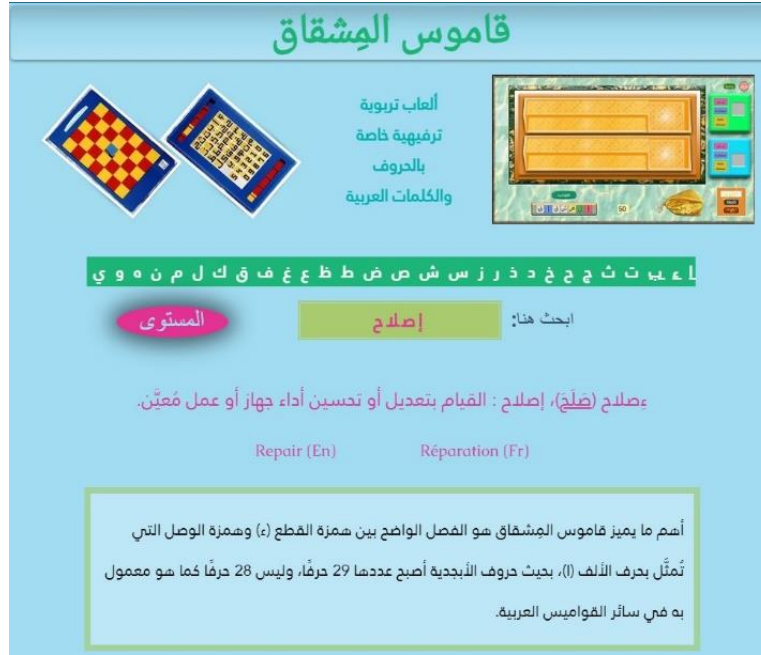 قاموس المِشقاق
ألعاب تربوية
ترفيهية خاصة
بالحروف
والكلمات العربية
ا ء ب ت ث ج ح خ د ذ ر ز س ش ص ض ط ظ ع غ ف ق ك ل م ن ه و ي
ابحث هنا: إصلاح المستوى
ءصلاح (صَلَحَ)، إصلاح : القيام بتعديل أو تحسين أداء جهاز أو عمل مُعيَّن.
Repair (En) Réparation (Fr)
أهم ما يميز قاموس المِشقاق هو الفصل الواضح بين همزة القطع (ء) وهمزة الوصل التي
تُمثَّل بحرف الألف (ا)، بحيث حروف الأبجدية أصبح عددها 29 حرفًا، وليس 28 حرفًا كما هو معمول
به في سائر القواميس العربية.